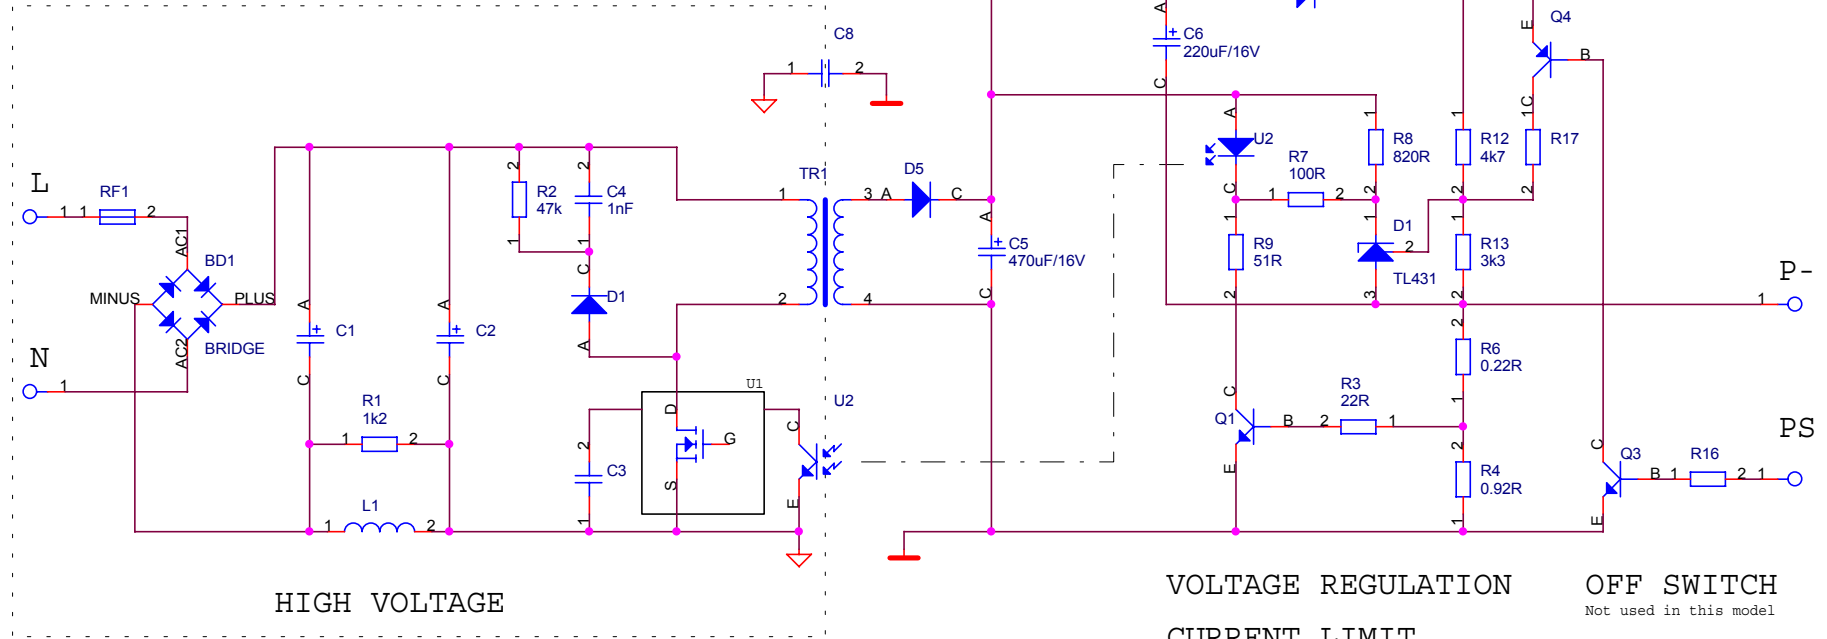 C8
1 2
C6
220uF/16V
A
C
Q4
E
B
1C
L
RF1
1 1 2
AC1
BD1
MINUS
PLUS
BRIDGE
AC2
N
1
A
C1
C
A
C2
C
R1
1k2
1 2
L1
1 2
2
R2
47k
1
2
C4
1nF
1
C
D1
A
2
C3
1
U1
D
G
S
U2
C
E
TR1
1
2
3 A
4
D5
C
A
C5
470uF/16V
C
A
U2
C
R7
100R
1 2
1
R8
820R
2
1
R12
4k7
2
1
R17
2
1
R9
51R
2
1
D1
2
TL431
3
R13
3k3
P-
1
2
R6
0.22R
1
C
Q1
B
E
R3
22R
2 1
2
R4
0.92R
1
PS
C
Q3
B 1
R16
2 1
E
HIGH VOLTAGE
VOLTAGE REGULATION
OFF SWITCH
Not used in this model
CURRENT LIMIT